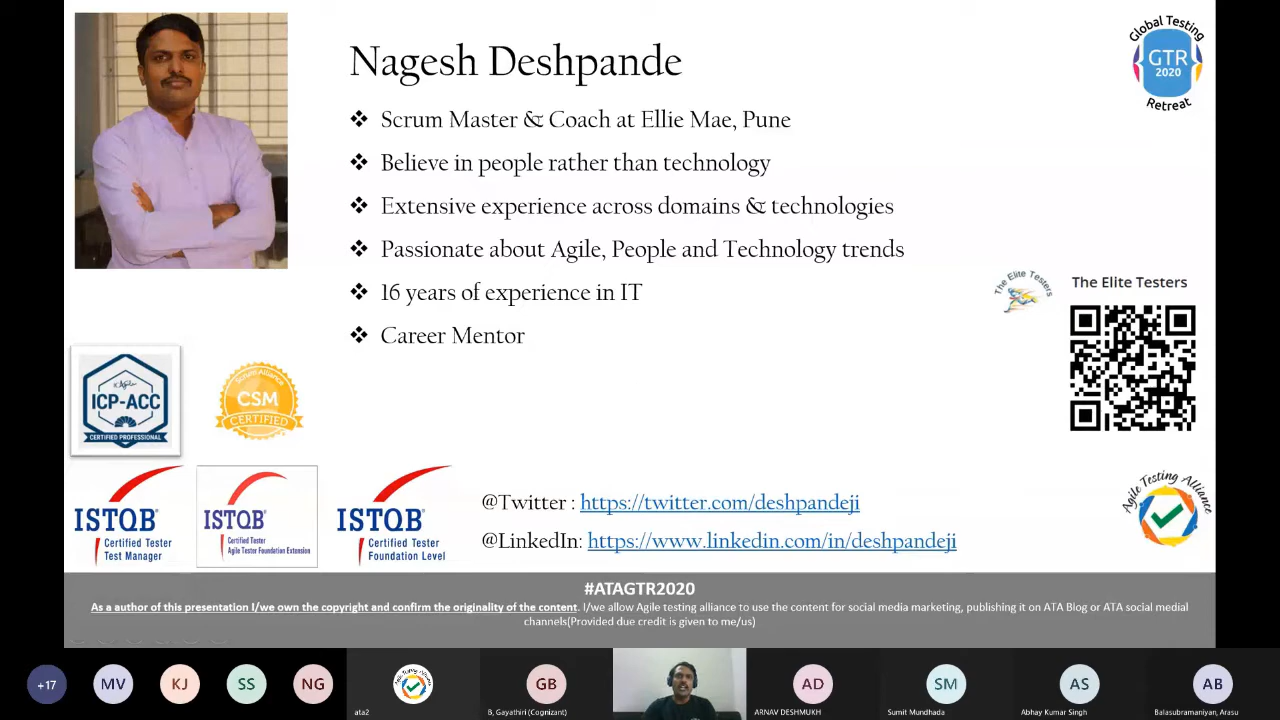 Nagesh Deshpande
❖ Scrum Master & Coach at Ellie Mae, Pune
❖ Believe in people rather than technology
❖ Extensive experience across domains & technologies
❖ Passionate about Agile, People and Technology trends
❖ 16 years of experience in IT
❖ Career Mentor
Global Testing
GTR
2020
Retreat
The Elite Testers
The Elite Testers
ICAgile
ICP-ACC
CERTIFIED PROFESSIONAL
Scrum Alliance
CSM
CERTIFIED
ISTQB®
Certified Tester
Test Manager
ISTQB®
Certified Tester
Agile Tester Foundation Extension
ISTQB®
Certified Tester
Foundation Level
@Twitter : https://twitter.com/deshpandeji
@LinkedIn: https://www.linkedin.com/in/deshpandeji
Agile Testing Alliance
#ATAGTR2020
As a author of this presentation I/we own the copyright and confirm the originality of the content. I/we allow Agile testing alliance to use the content for social media marketing, publishing it on ATA Blog or ATA social medial
channels(Provided due credit is given to me/us)
+17
MV
KJ
SS
NG
ata2
GB
B, Gayathiri (Cognizant)
AD
ARNAV DESHMUKH
SM
Sumit Mundhada
AS
Abhay Kumar Singh
AB
Balasubramaniyan, Arasu